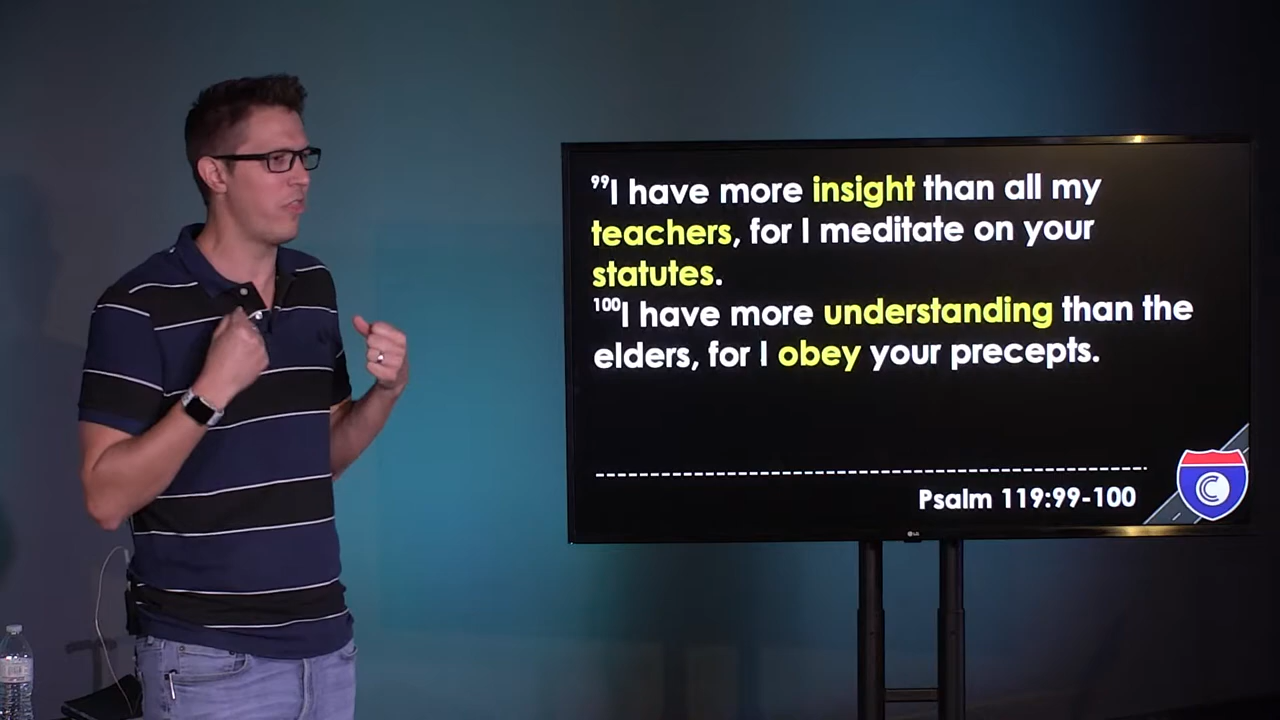 ⁹⁹I have more insight than all my
teachers, for I meditate on your
statutes.
¹⁰⁰I have more understanding than the
elders, for I obey your precepts.
Psalm 119:99-100
LG